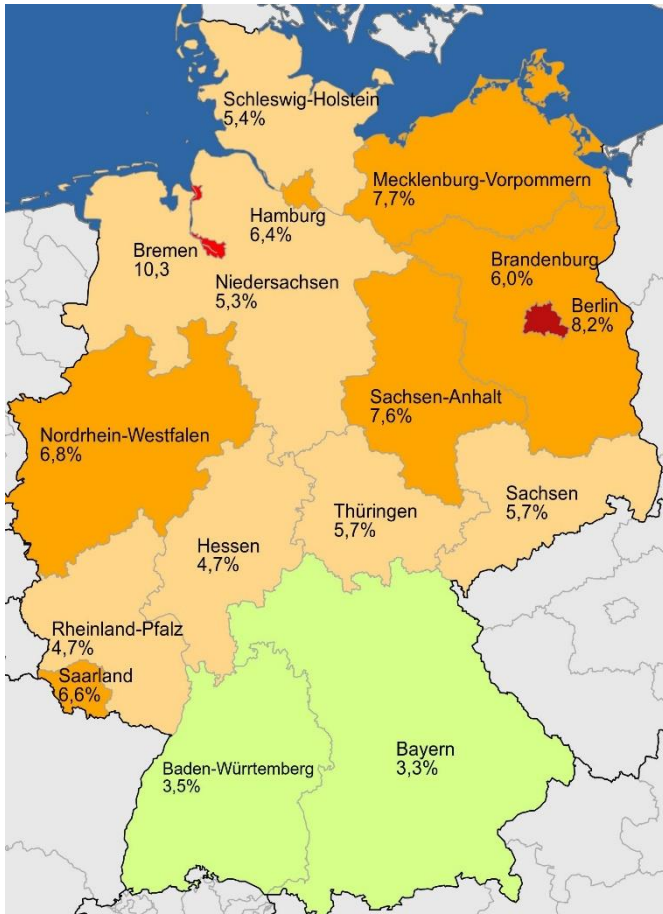 Schleswig-Holstein
5,4%
Mecklenburg-Vorpommern
7,7%
Hamburg
6,4%
Bremen
10,3
Niedersachsen
5,3%
Brandenburg
6,0%
Berlin
8,2%
Sachsen-Anhalt
7,6%
Nordrhein-Westfalen
6,8%
Sachsen
5,7%
Thüringen
5,7%
Hessen
4,7%
Rheinland-Pfalz
4,7%
Saarland
6,6%
Bayern
3,3%
Baden-Würrtemberg
3,5%